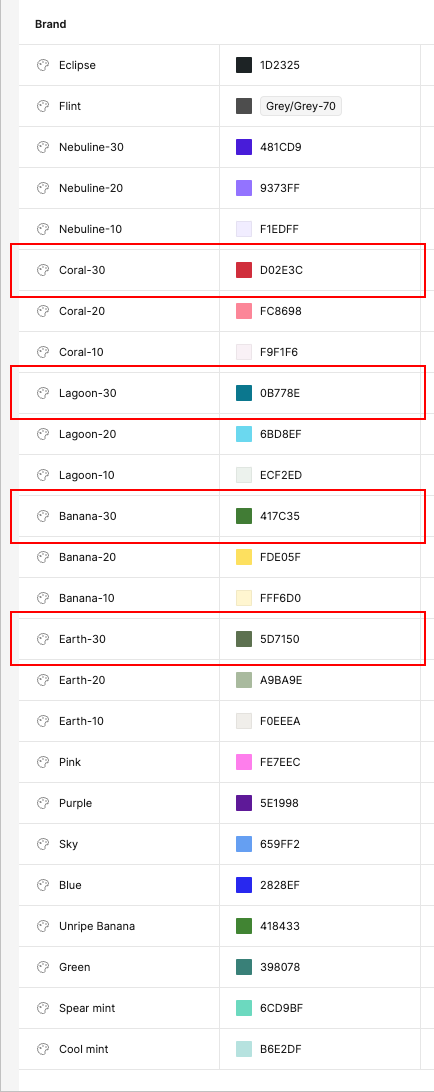 Brand
Eclipse 1D2325
Flint Grey/Grey-70
Nebuline-30 481CD9
Nebuline-20 9373FF
Nebuline-10 F1EDFF
Coral-30 D02E3C
Coral-20 FC8698
Coral-10 F9F1F6
Lagoon-30 0B778E
Lagoon-20 6BD8EF
Lagoon-10 ECF2ED
Banana-30 417C35
Banana-20 FDE05F
Banana-10 FFF6D0
Earth-30 5D7150
Earth-20 A9BA9E
Earth-10 F0EEEA
Pink FE7EEC
Purple 5E1998
Sky 659FF2
Blue 2828EF
Unripe Banana 418433
Green 398078
Spear mint 6CD9BF
Cool mint B6E2DF